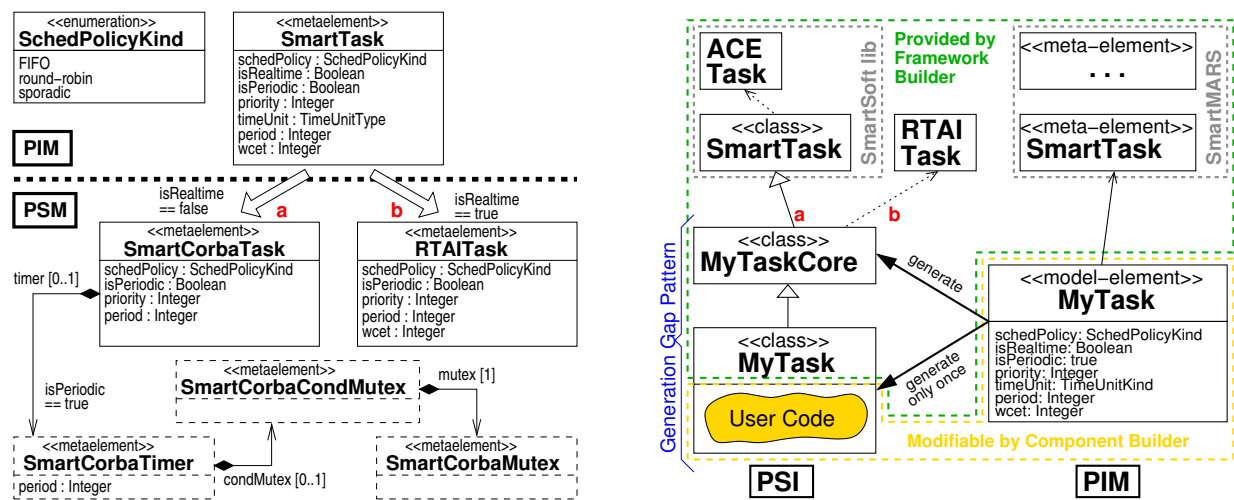 <<enumeration>>
SchedPolicyKind
FIFO
round−robin
sporadic
<<metaelement>>
SmartTask
schedPolicy : SchedPolicyKind
isRealtime : Boolean
isPeriodic : Boolean
priority : Integer
timeUnit : TimeUnitType
period : Integer
wcet : Integer
PIM
PSM
isRealtime
== false
a
b
isRealtime
== true
<<metaelement>>
SmartCorbaTask
schedPolicy : SchedPolicyKind
isPeriodic : Boolean
priority : Integer
period : Integer
<<metaelement>>
RTAITask
schedPolicy : SchedPolicyKind
isPeriodic : Boolean
priority : Integer
period : Integer
wcet : Integer
timer [0..1]
isPeriodic
== true
<<metaelement>>
SmartCorbaCondMutex
mutex [1]
<<metaelement>>
SmartCorbaTimer
period : Integer
condMutex [0..1]
<<metaelement>>
SmartCorbaMutex
ACE
Task
SmartSoft lib
Provided by
Framework
Builder
<<meta−element>>
. . .
<<class>>
SmartTask
RTAI
Task
<<meta−element>>
SmartTask
SmartMARS
a
b
Generation Gap Pattern
<<class>>
MyTaskCore
generate
<<class>>
MyTask
generate
only once
User Code
<<model−element>>
MyTask
schedPolicy: SchedPolicyKind
isRealtime: Boolean
isPeriodic: true
priority: Integer
timeUnit: TimeUnitKind
period: Integer
wcet: Integer
Modifiable by Component Builder
PSI
PIM